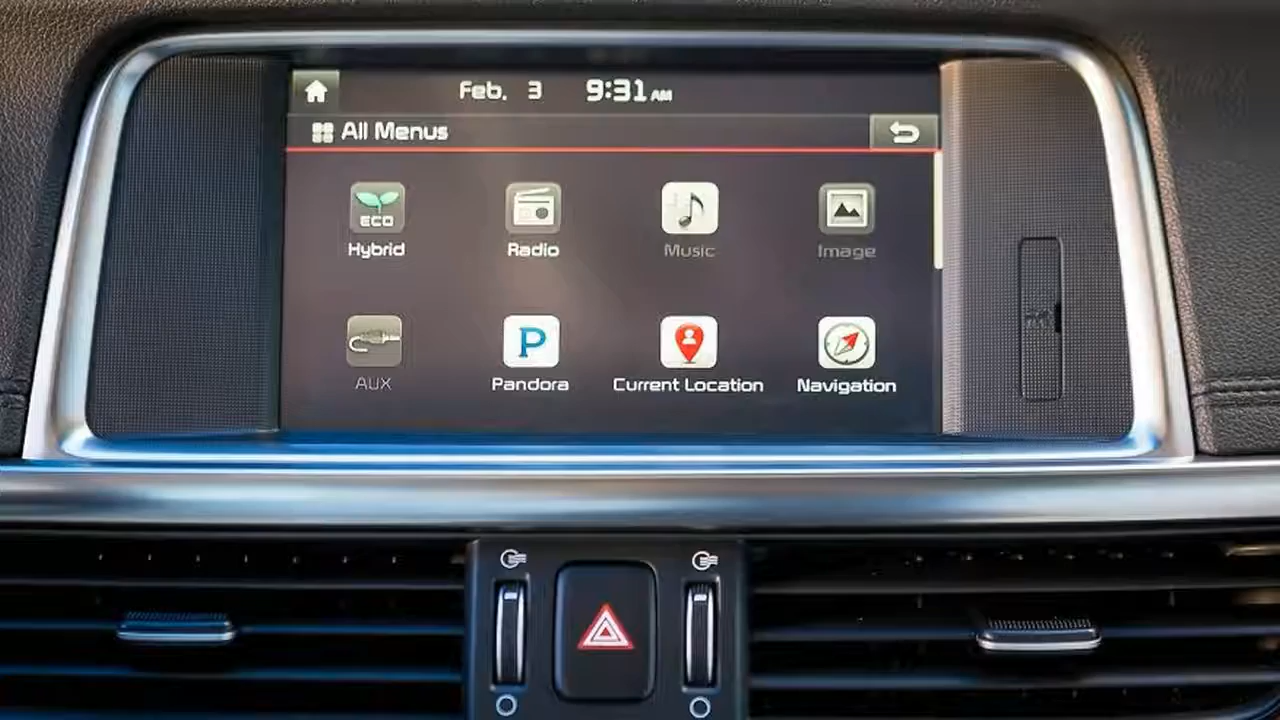 Feb. 3 9:31 AM
All Menus
ECO
Hybrid Radio Music Image
P
AUX Pandora Current Location Navigation